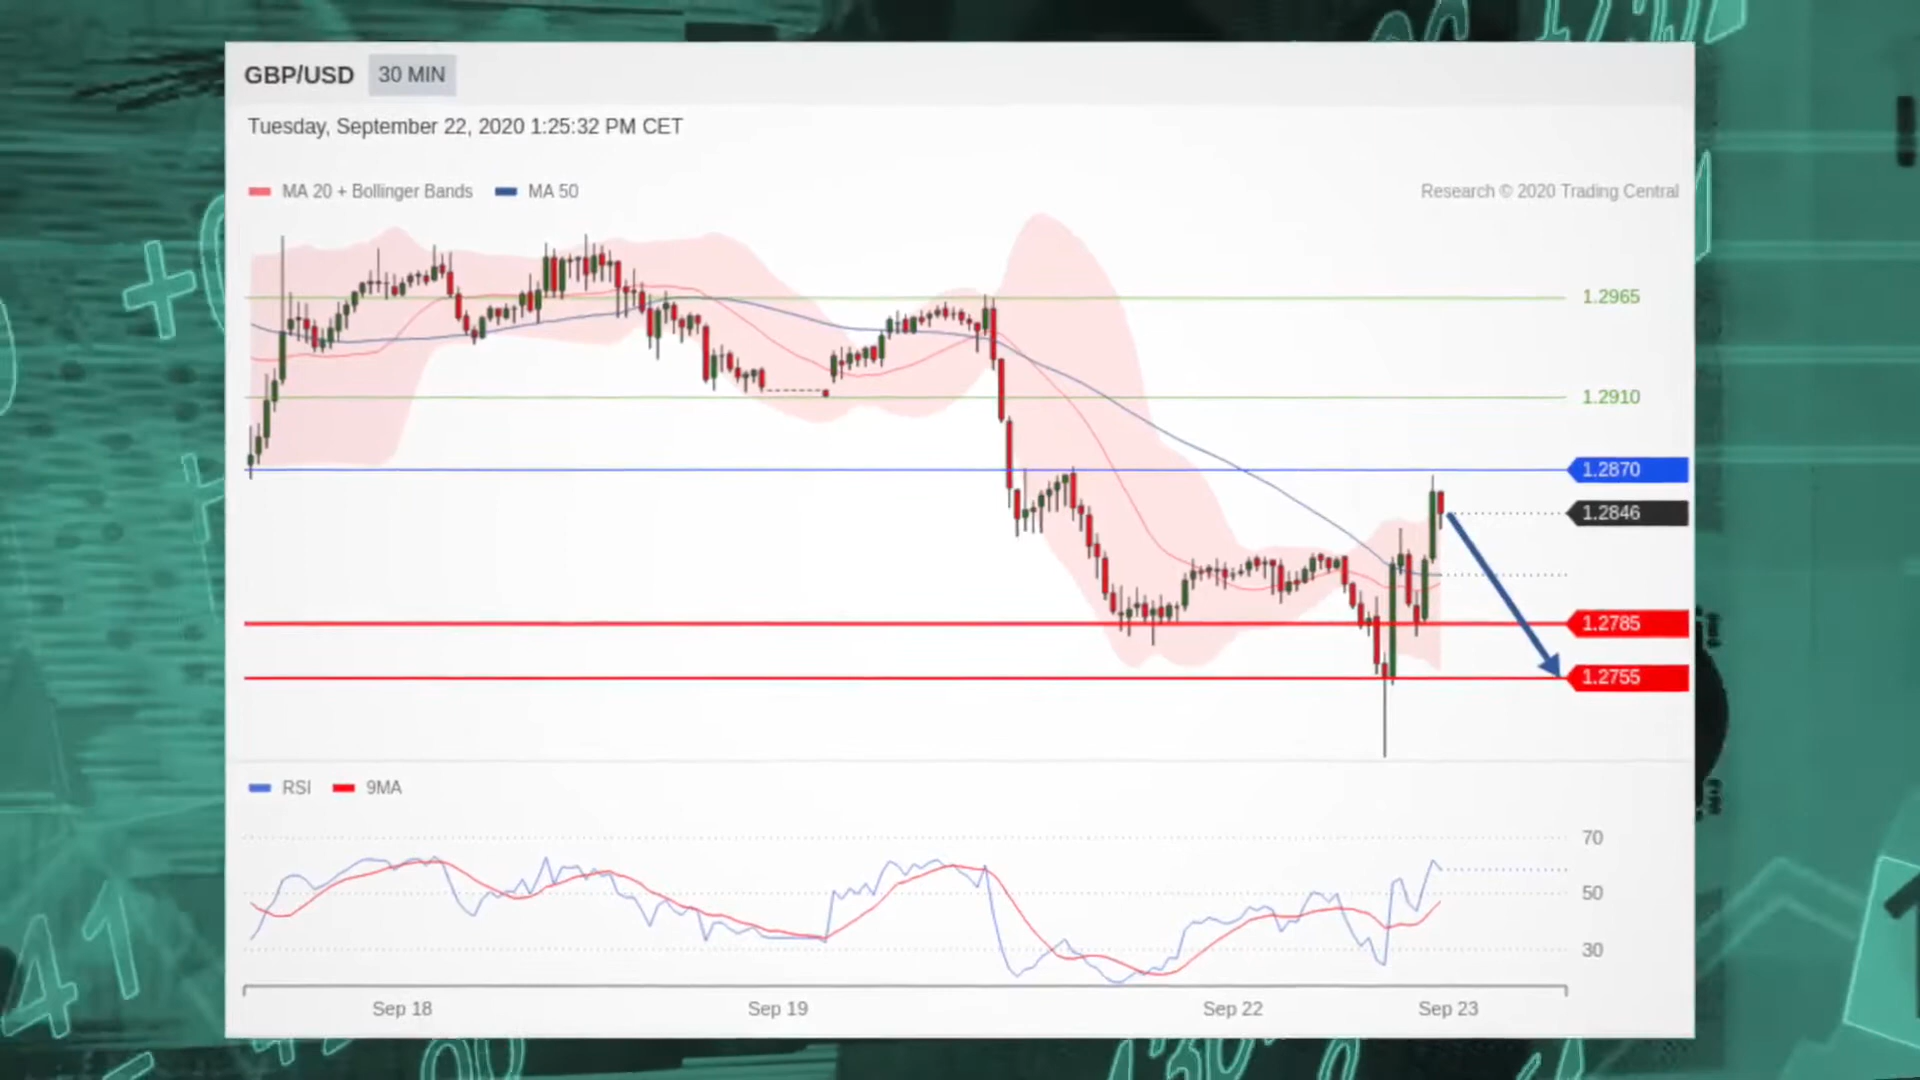 GBP/USD 30 MIN
Tuesday, September 22, 2020 1:25:32 PM CET
MA 20 + Bollinger Bands MA 50
Research © 2020 Trading Central
1.2965
1.2910
1.2870
1.2846
1.2785
1.2755
RSI 9MA
70
50
30
Sep 18 Sep 19 Sep 22 Sep 23